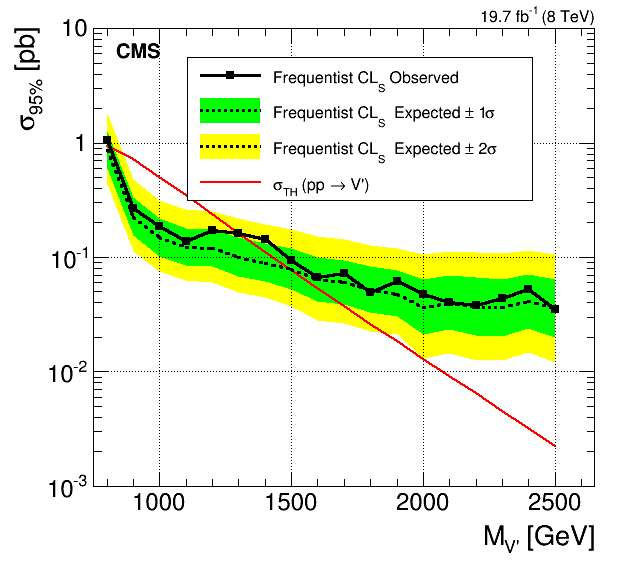 19.7 fb⁻¹ (8 TeV)
CMS
σ95% [pb]
10
1
10⁻¹
10⁻²
10⁻³
Frequentist CLS Observed
Frequentist CLS Expected ± 1σ
Frequentist CLS Expected ± 2σ
σTH (pp → V')
1000 1500 2000 2500
MV' [GeV]